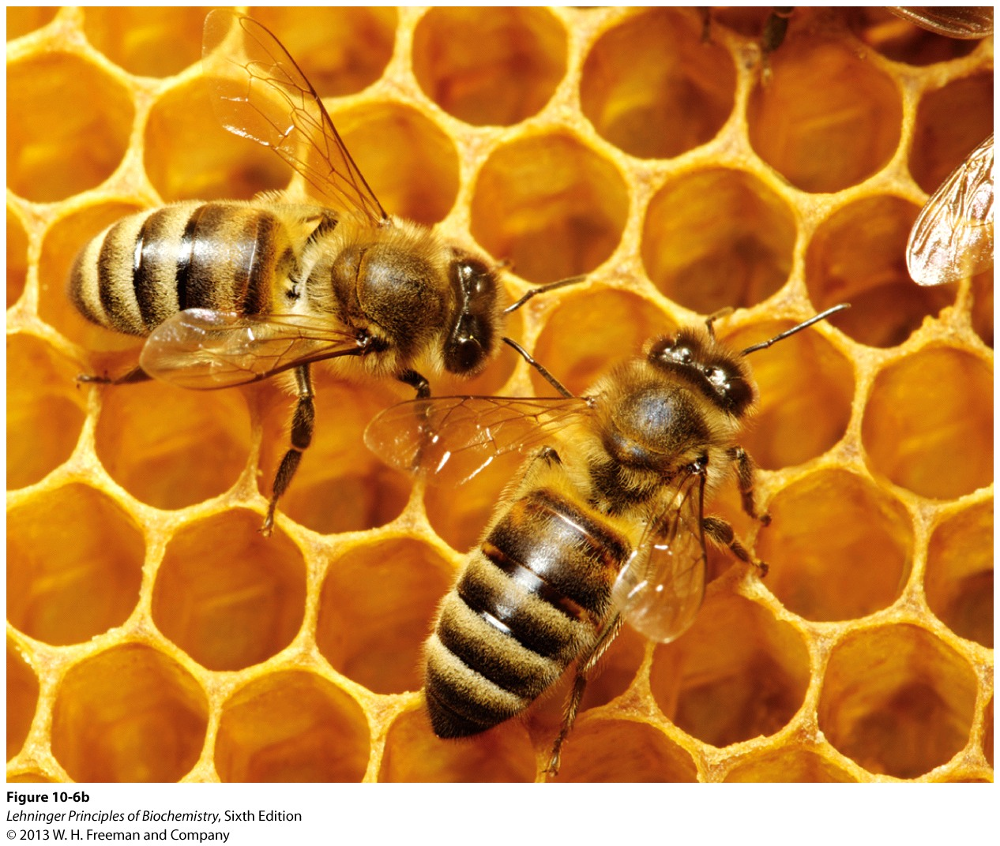 Figure 10-6b
Lehninger Principles of Biochemistry, Sixth Edition
© 2013 W. H. Freeman and Company